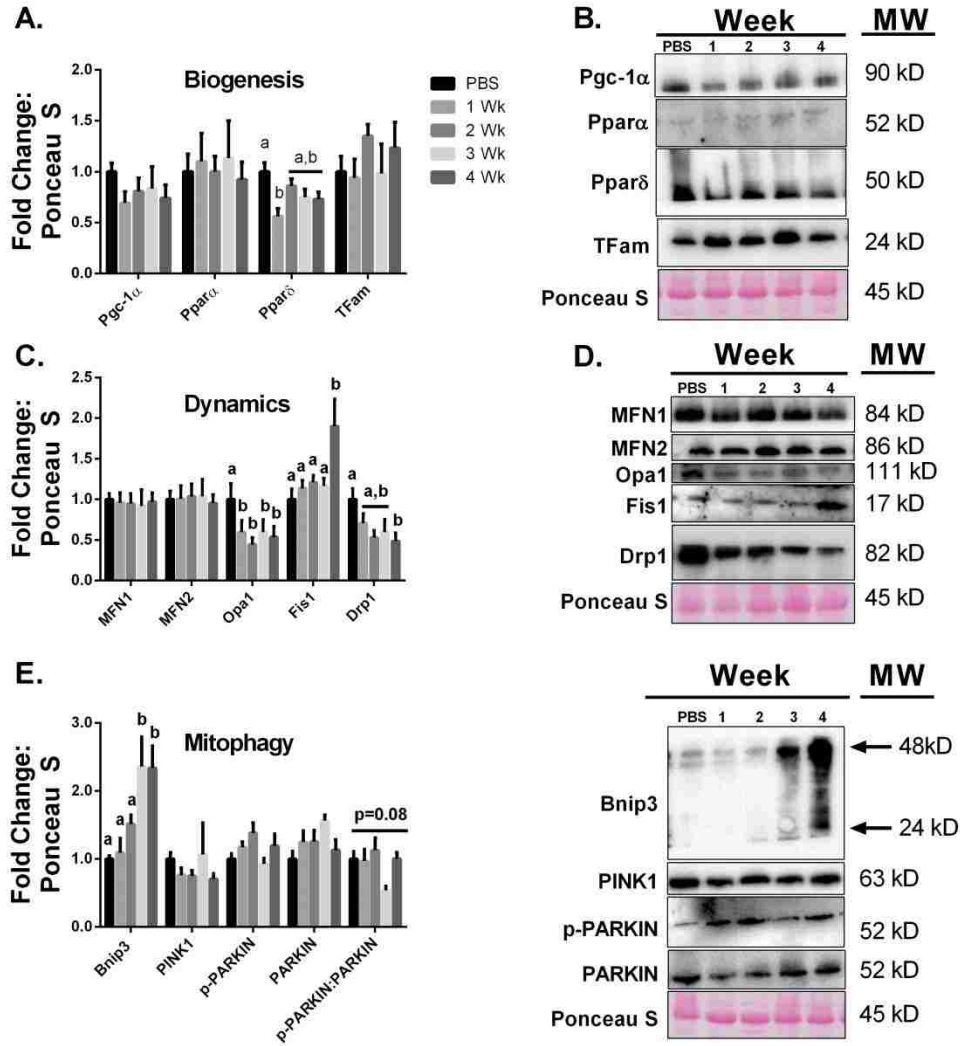 A.
Biogenesis
Fold Change:
Ponceau S
2.0
1.5
1.0
0.5
0.0
a
b
a,b
Pgc-1α
Pparα
Pparδ
TFam
PBS
1 Wk
2 Wk
3 Wk
4 Wk
B.
Week
MW
PBS 1 2 3 4
Pgc-1α 90 kD
Pparα 52 kD
Pparδ 50 kD
TFam 24 kD
Ponceau S 45 kD
C.
Dynamics
Fold Change:
Ponceau S
2.5
2.0
1.5
1.0
0.5
0.0
a
b b b b
a a a a
b
a
a,b
b
MFN1
MFN2
Opa1
Fis1
Drp1
D.
Week
MW
PBS 1 2 3 4
MFN1 84 kD
MFN2 86 kD
Opa1 111 kD
Fis1 17 kD
Drp1 82 kD
Ponceau S 45 kD
E.
Mitophagy
Fold Change:
Ponceau S
3.0
2.0
1.0
0.0
a a a b b
p=0.08
Bnip3
PINK1
p-PARKIN
PARKIN
p-PARKIN:PARKIN
Week
MW
PBS 1 2 3 4
Bnip3
48kD
24 kD
PINK1 63 kD
p-PARKIN 52 kD
PARKIN 52 kD
Ponceau S 45 kD